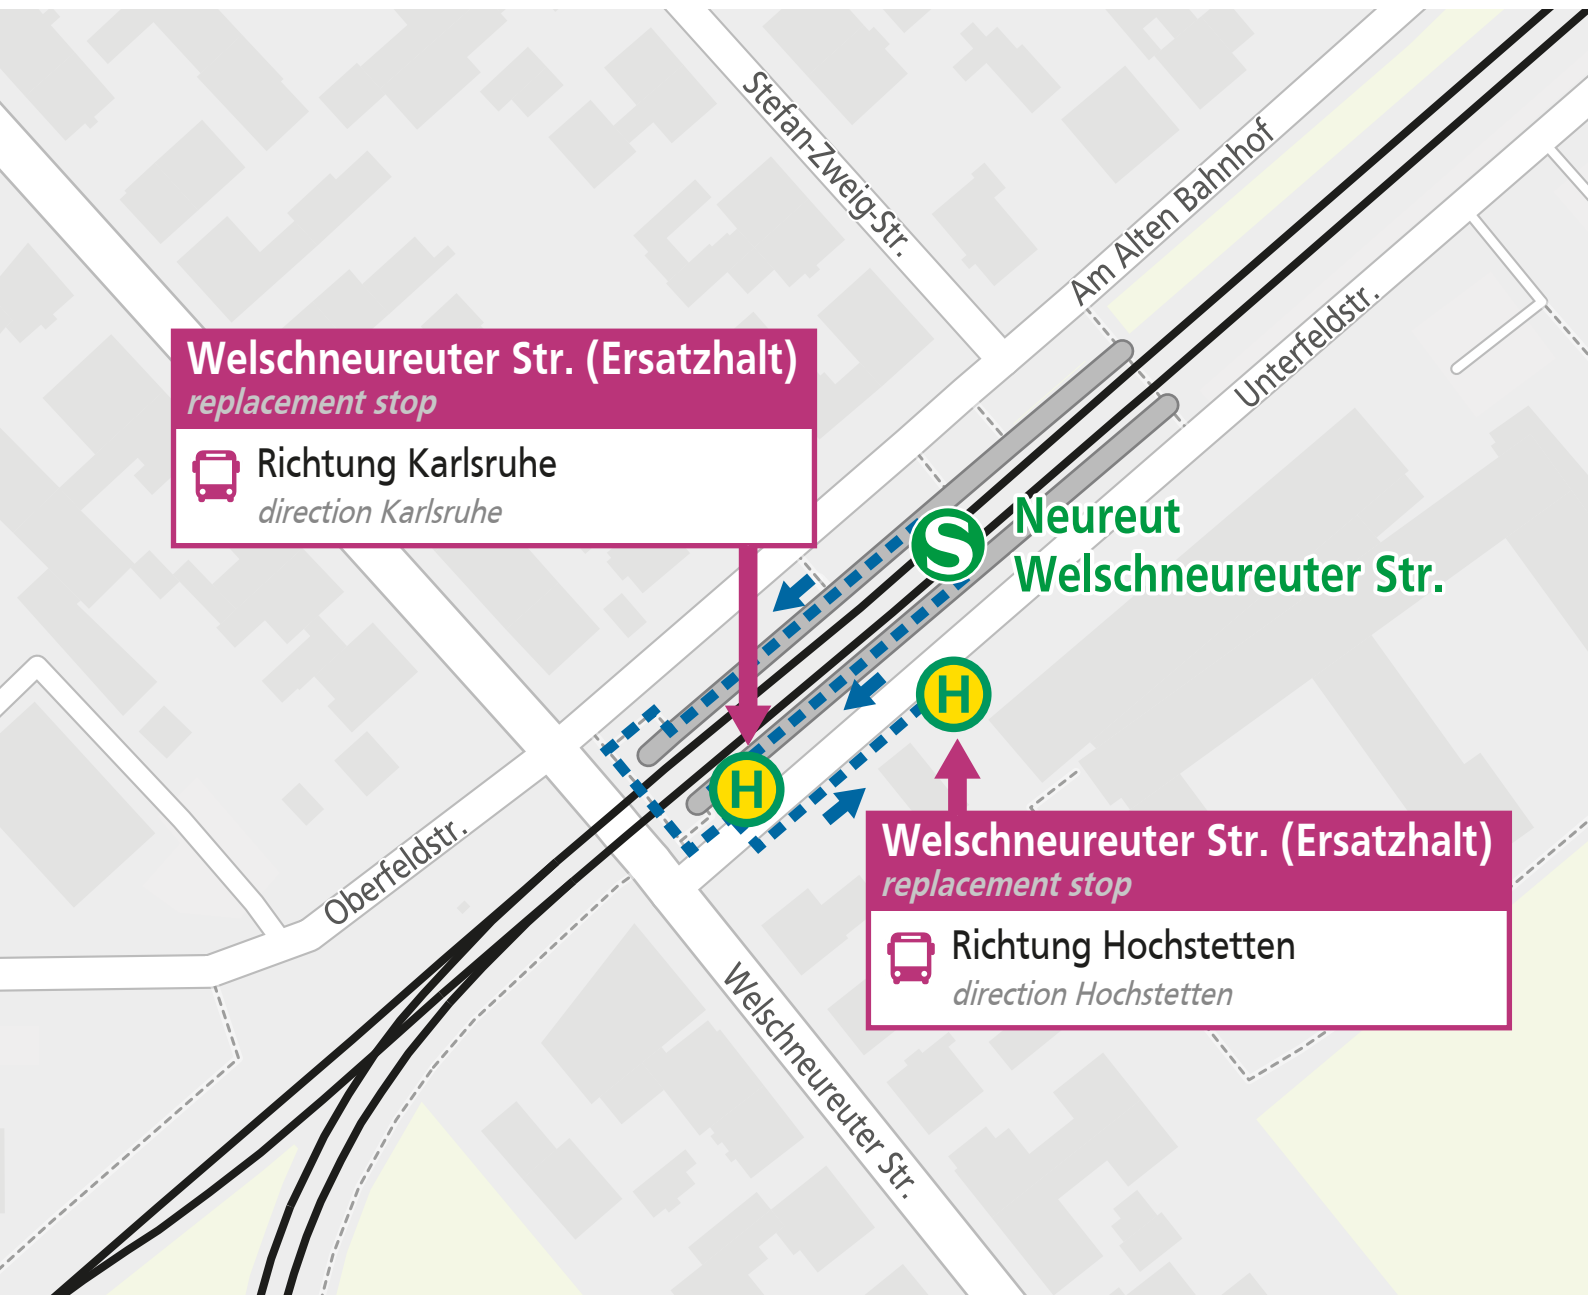 Stefan-Zweig-Str.
Am Alten Bahnhof
Unterfeldstr.
Welschneureuter Str. (Ersatzhalt)
replacement stop
Richtung Karlsruhe
direction Karlsruhe
S
Neureut
Welschneureuter Str.
H
H
Welschneureuter Str. (Ersatzhalt)
replacement stop
Richtung Hochstetten
direction Hochstetten
Oberfeldstr.
Welschneureuter Str.